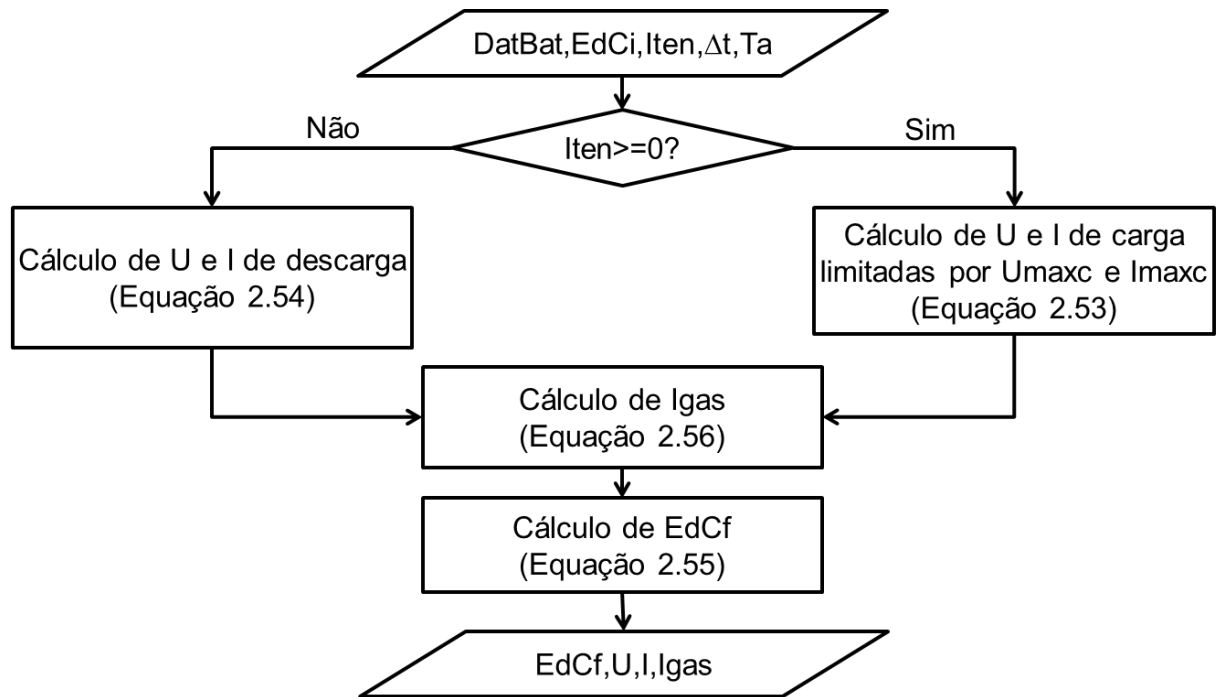 DatBat,EdCi,Iten,∆t,Ta
Não
Iten>=0?
Sim
Cálculo de U e I de descarga
(Equação 2.54)
Cálculo de U e I de carga
limitadas por Umaxc e Imaxc
(Equação 2.53)
Cálculo de Igas
(Equação 2.56)
Cálculo de EdCf
(Equação 2.55)
EdCf,U,I,Igas